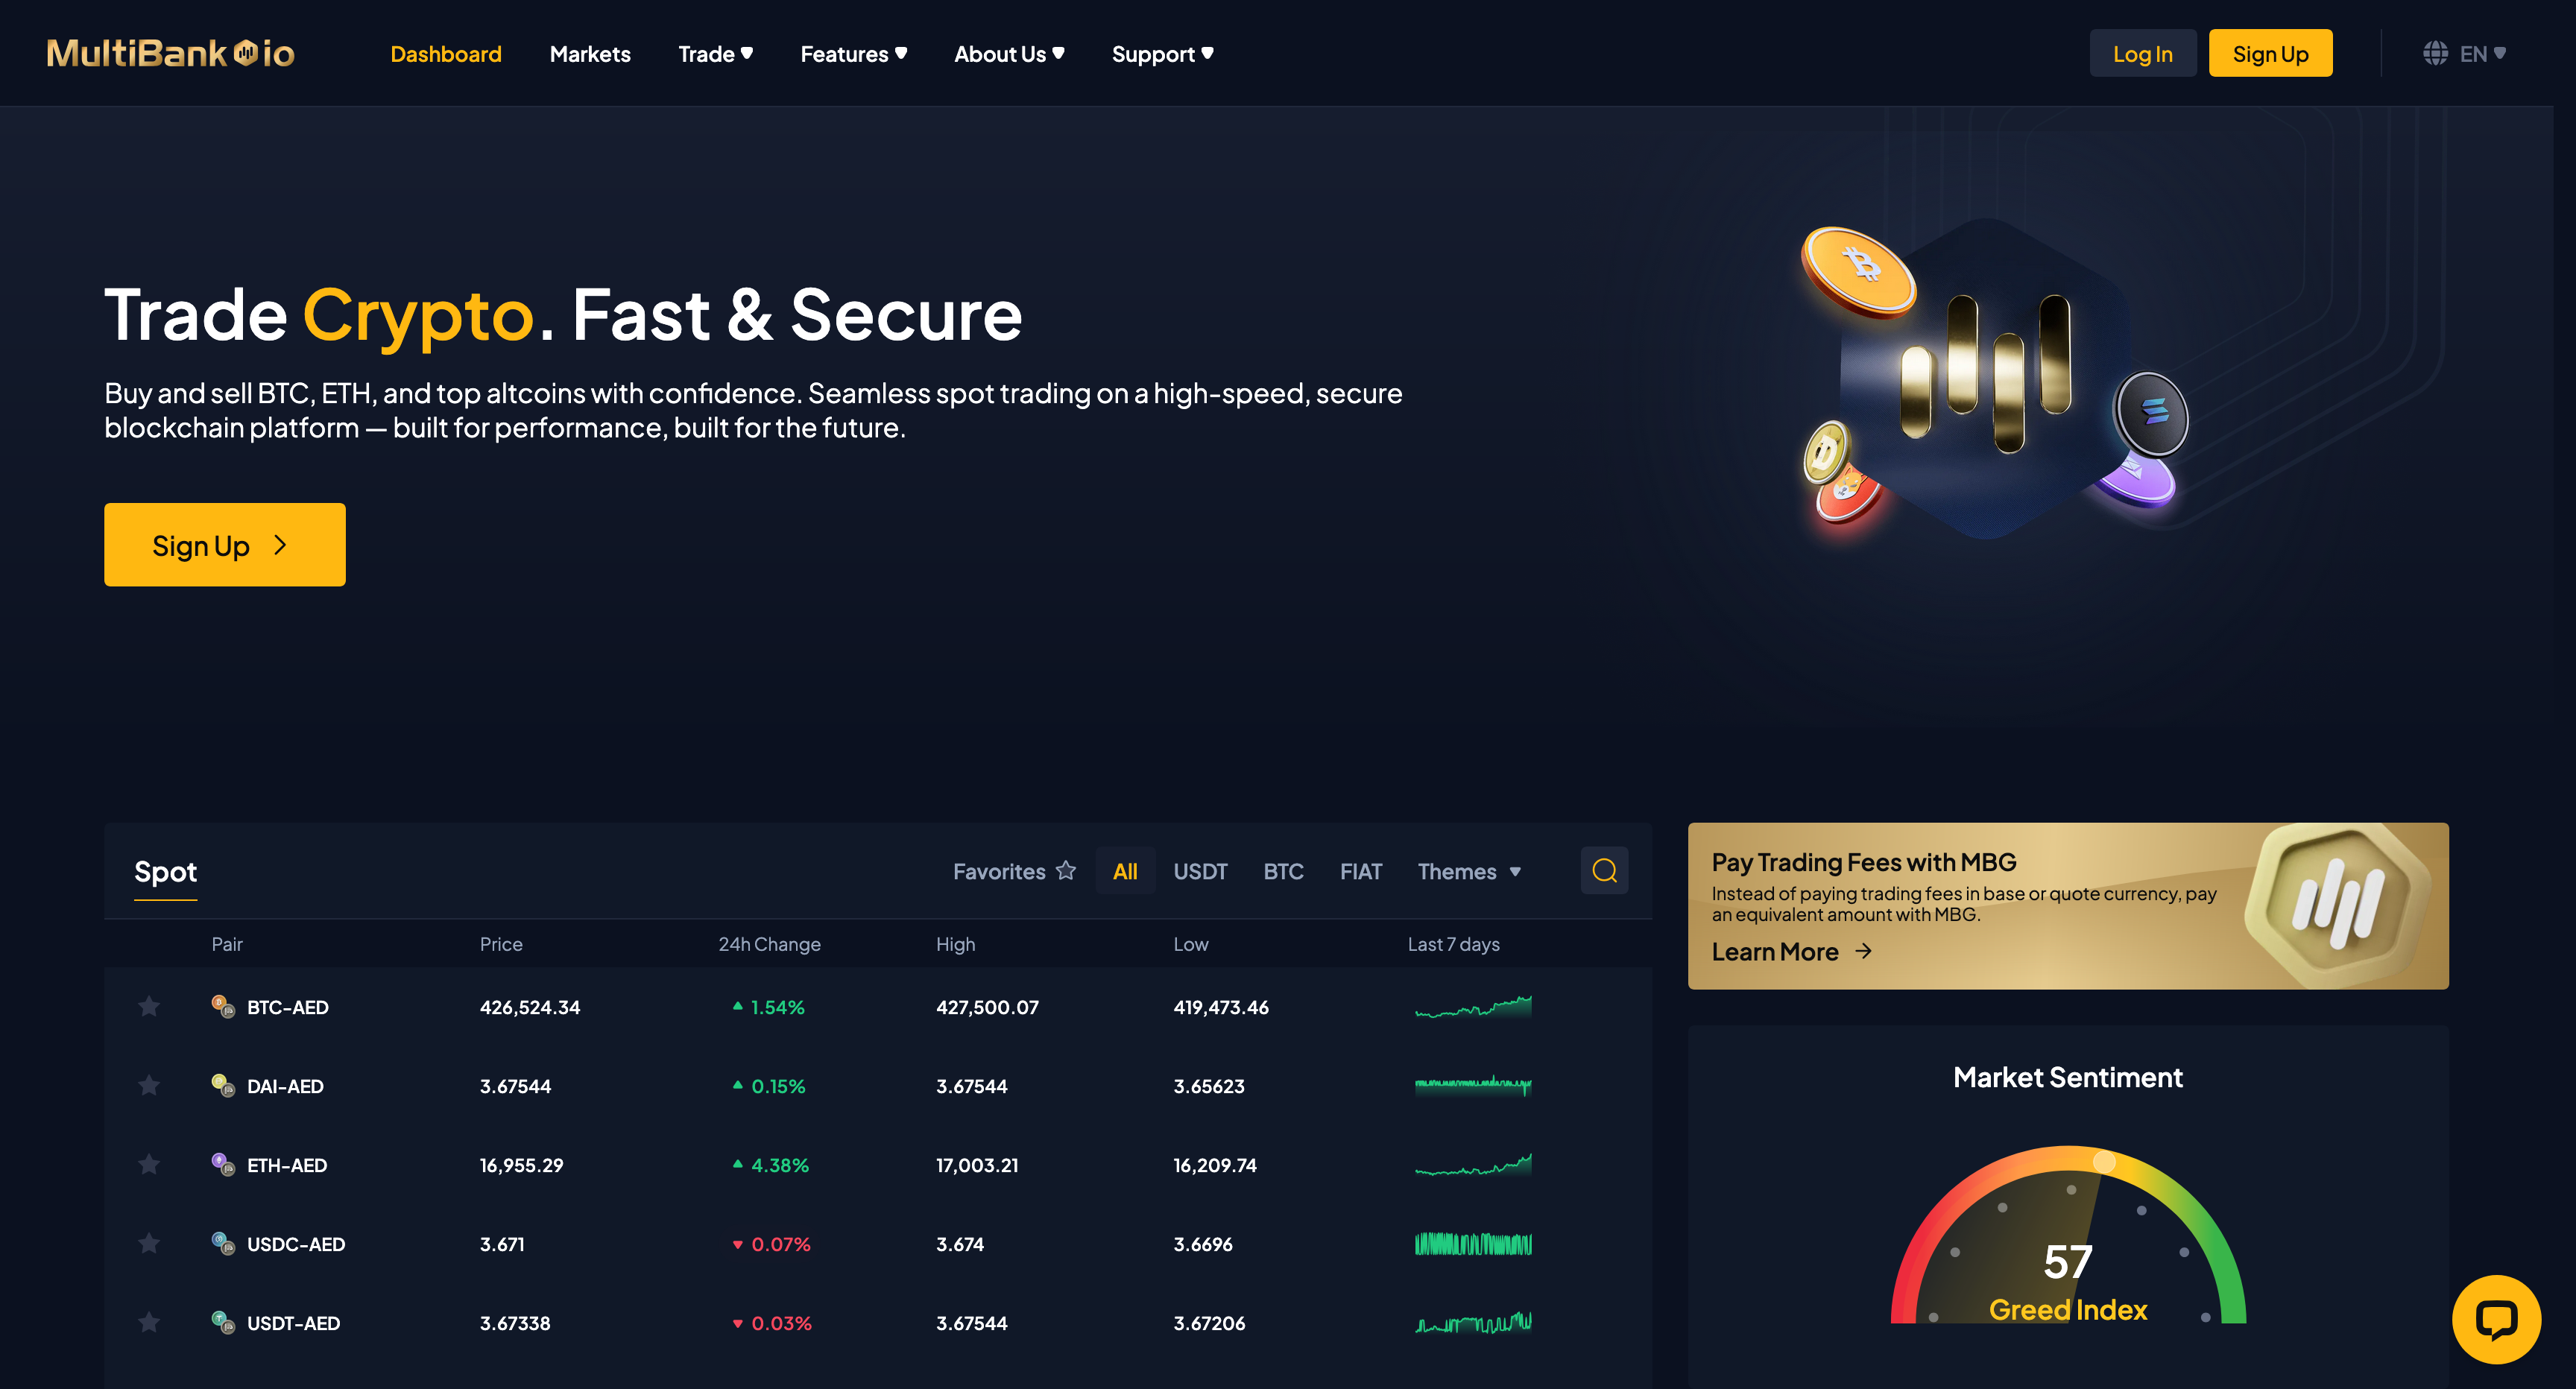 MultiBank io
Dashboard
Markets
Trade
Features
About Us
Support
Log In
Sign Up
EN
Trade Crypto. Fast & Secure
Buy and sell BTC, ETH, and top altcoins with confidence. Seamless spot trading on a high-speed, secure
blockchain platform — built for performance, built for the future.
Sign Up
Spot
Favorites
All
USDT
BTC
FIAT
Themes
Pair Price 24h Change High Low Last 7 days
BTC-AED 426,524.34 1.54% 427,500.07 419,473.46
DAI-AED 3.67544 0.15% 3.67544 3.65623
ETH-AED 16,955.29 4.38% 17,003.21 16,209.74
USDC-AED 3.671 0.07% 3.674 3.6696
USDT-AED 3.67338 0.03% 3.67544 3.67206
Pay Trading Fees with MBG
Instead of paying trading fees in base or quote currency, pay
an equivalent amount with MBG.
Learn More
Market Sentiment
57
Greed Index